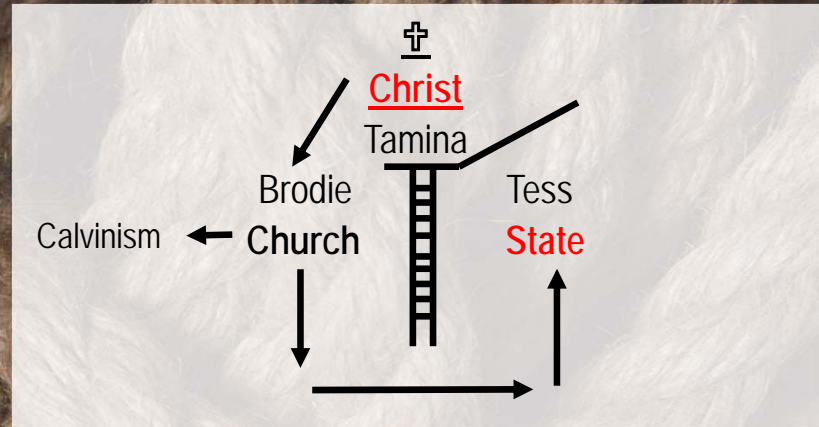 ✞
Christ
Tamina
Brodie
Tess
Calvinism
Church
State